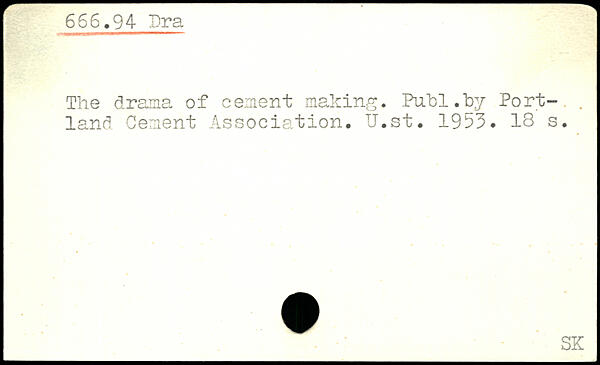 666.94 Dra
The drama of cement making. Publ.by Port-
land Cement Association. U.st. 1953. 18 s.
SK